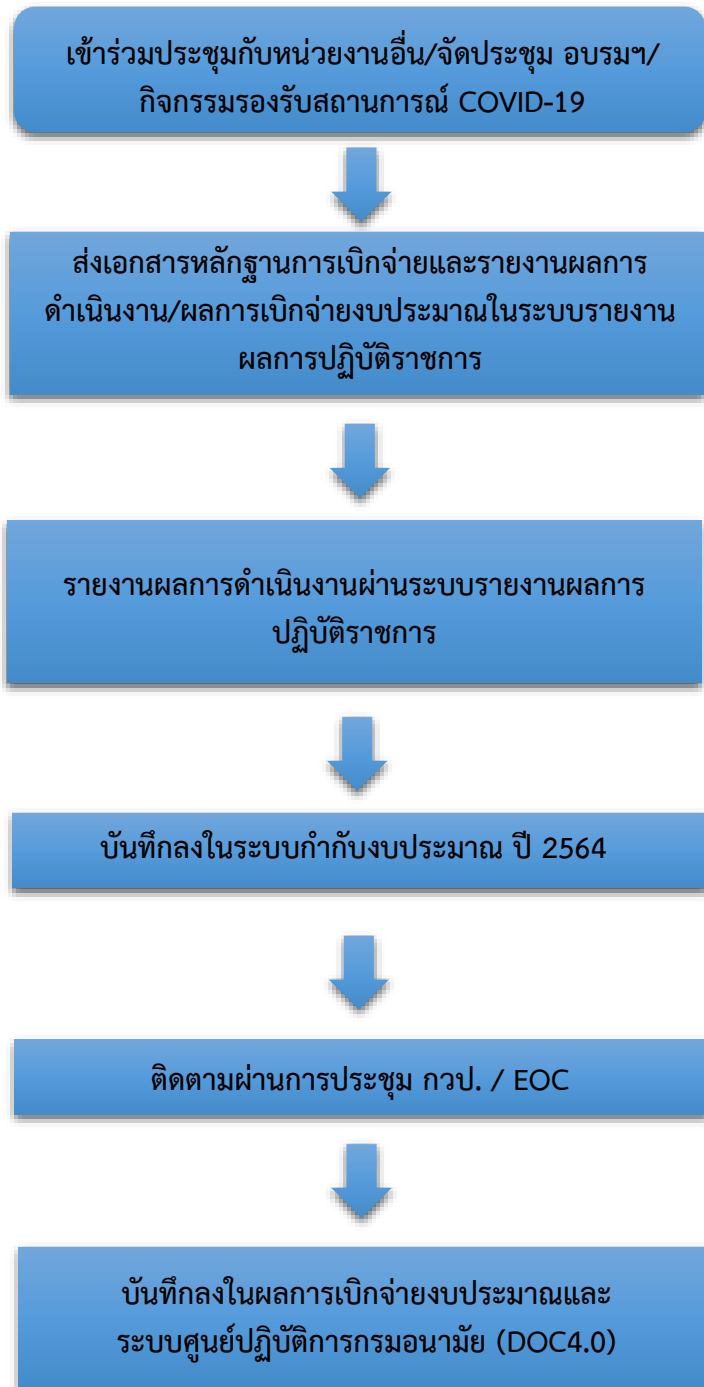 เข้าร่วมประชุมกับหน่วยงานอื่น/จัดประชุม อบรมฯ/
กิจกรรมรองรับสถานการณ์ COVID-19
ส่งเอกสารหลักฐานการเบิกจ่ายและรายงานผลการ
ดำเนินงาน/ผลการเบิกจ่ายงบประมาณในระบบรายงาน
ผลการปฏิบัติราชการ
รายงานผลการดำเนินงานผ่านระบบรายงานผลการ
ปฏิบัติราชการ
บันทึกลงในระบบกำกับงบประมาณ ปี 2564
ติดตามผ่านการประชุม กวป. / EOC
บันทึกลงในผลการเบิกจ่ายงบประมาณและ
ระบบศูนย์ปฏิบัติการกรมอนามัย (DOC4.0)